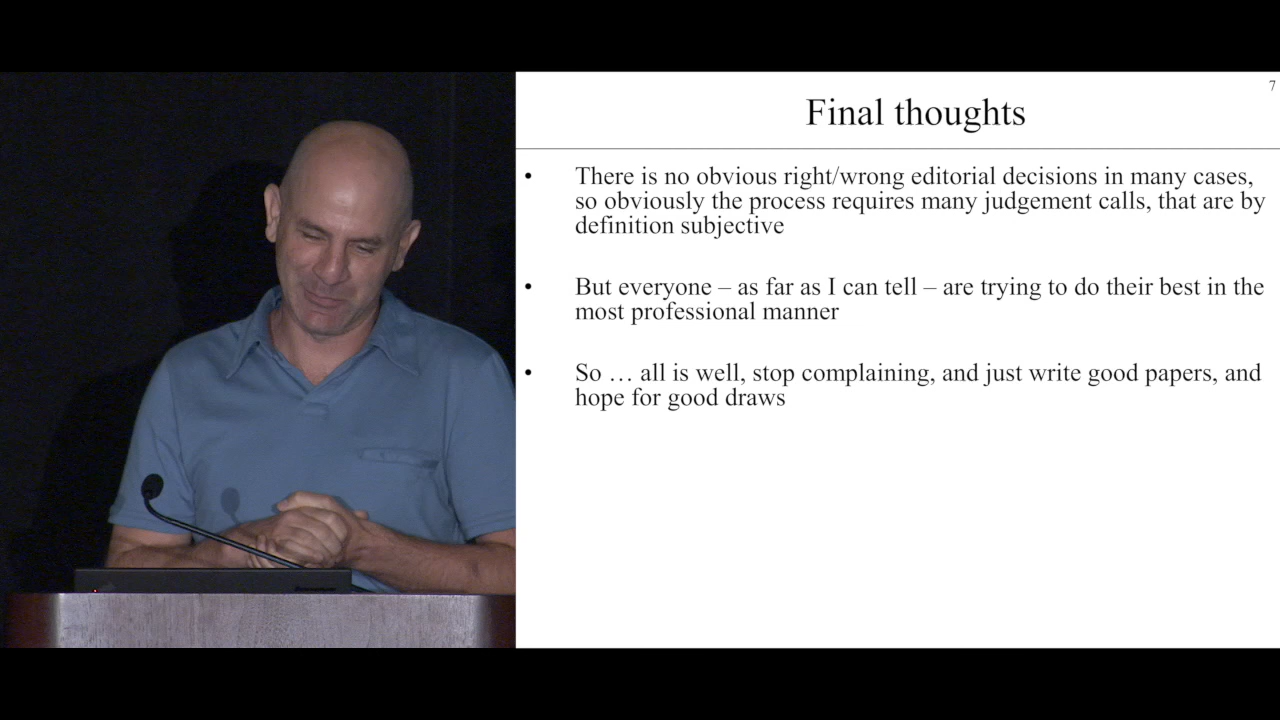 7
Final thoughts
• There is no obvious right/wrong editorial decisions in many cases,
so obviously the process requires many judgement calls, that are by
definition subjective
• But everyone – as far as I can tell – are trying to do their best in the
most professional manner
• So … all is well, stop complaining, and just write good papers, and
hope for good draws